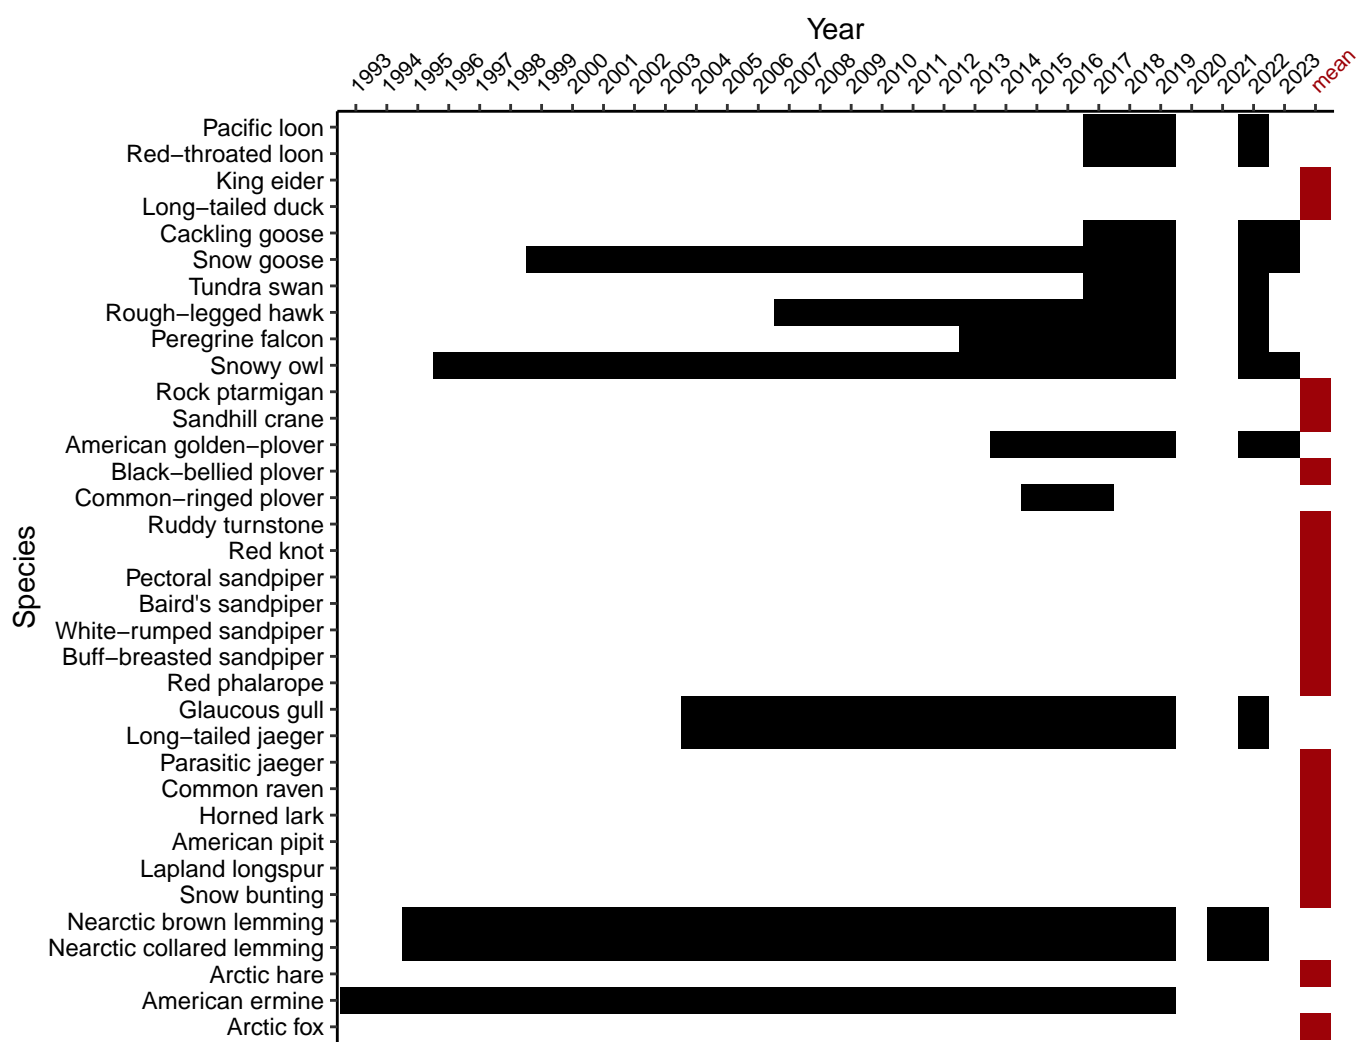 Year
1993 1994 1995 1996 1997 1998 1999 2000 2001 2002 2003 2004 2005 2006 2007 2008 2009 2010 2011 2012 2013 2014 2015 2016 2017 2018 2019 2020 2021 2022 2023 mean
Species
Pacific loon
Red−throated loon
King eider
Long−tailed duck
Cackling goose
Snow goose
Tundra swan
Rough−legged hawk
Peregrine falcon
Snowy owl
Rock ptarmigan
Sandhill crane
American golden−plover
Black−bellied plover
Common−ringed plover
Ruddy turnstone
Red knot
Pectoral sandpiper
Baird's sandpiper
White−rumped sandpiper
Buff−breasted sandpiper
Red phalarope
Glaucous gull
Long−tailed jaeger
Parasitic jaeger
Common raven
Horned lark
American pipit
Lapland longspur
Snow bunting
Nearctic brown lemming
Nearctic collared lemming
Arctic hare
American ermine
Arctic fox